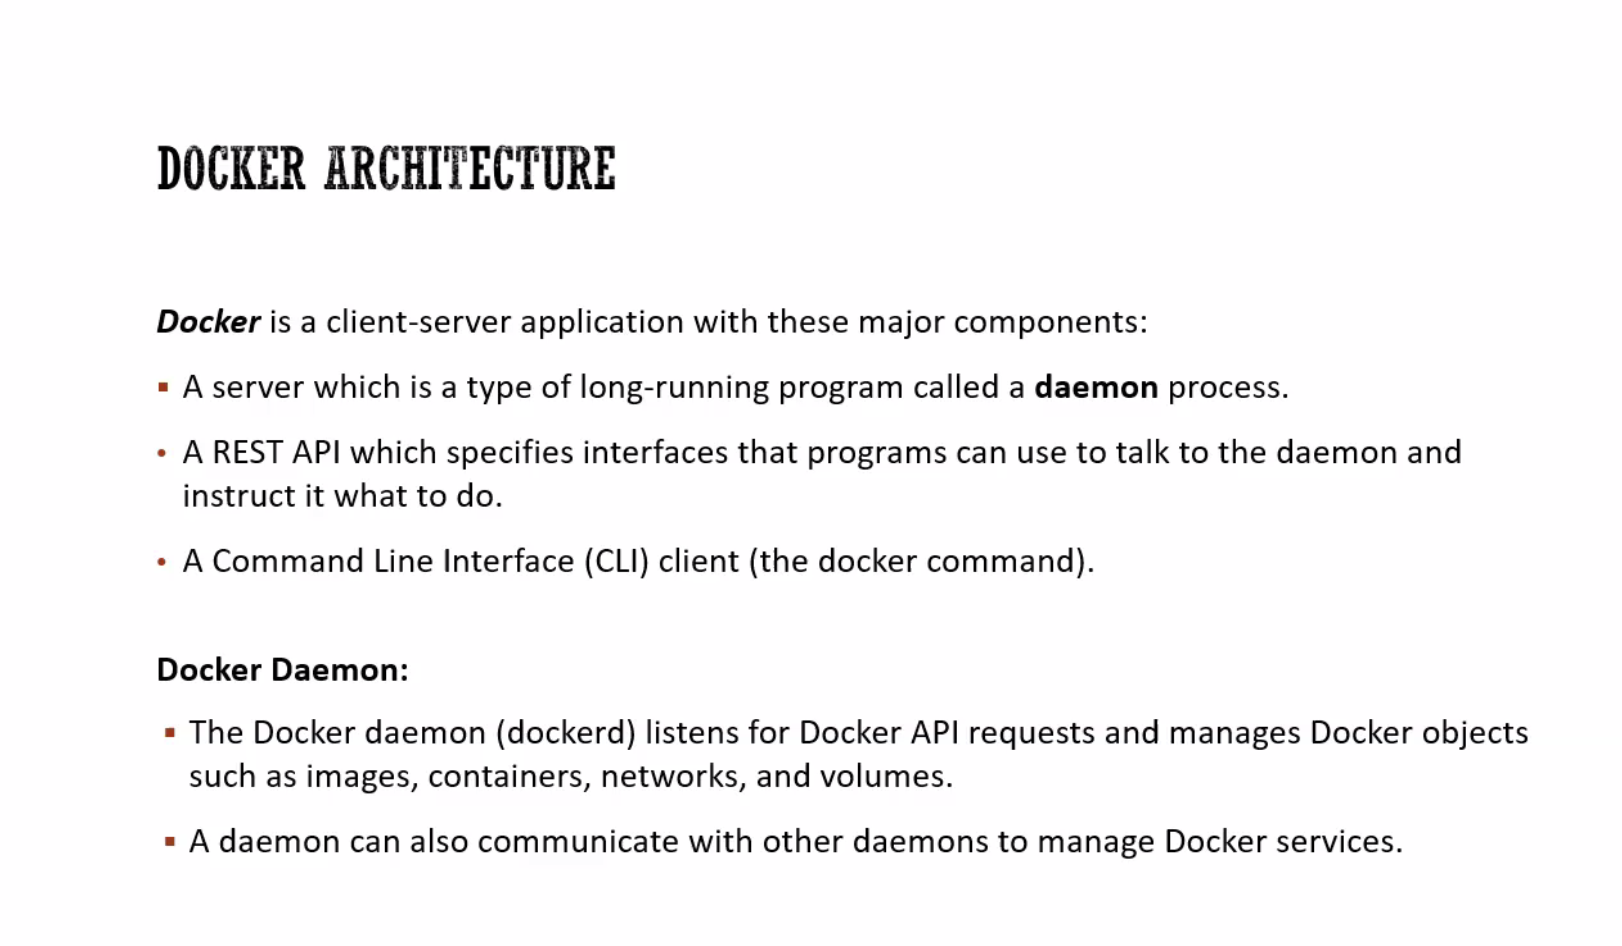 DOCKER ARCHITECTURE
Docker is a client-server application with these major components:
▪ A server which is a type of long-running program called a daemon process.
• A REST API which specifies interfaces that programs can use to talk to the daemon and
instruct it what to do.
• A Command Line Interface (CLI) client (the docker command).
Docker Daemon:
▪ The Docker daemon (dockerd) listens for Docker API requests and manages Docker objects
such as images, containers, networks, and volumes.
▪ A daemon can also communicate with other daemons to manage Docker services.